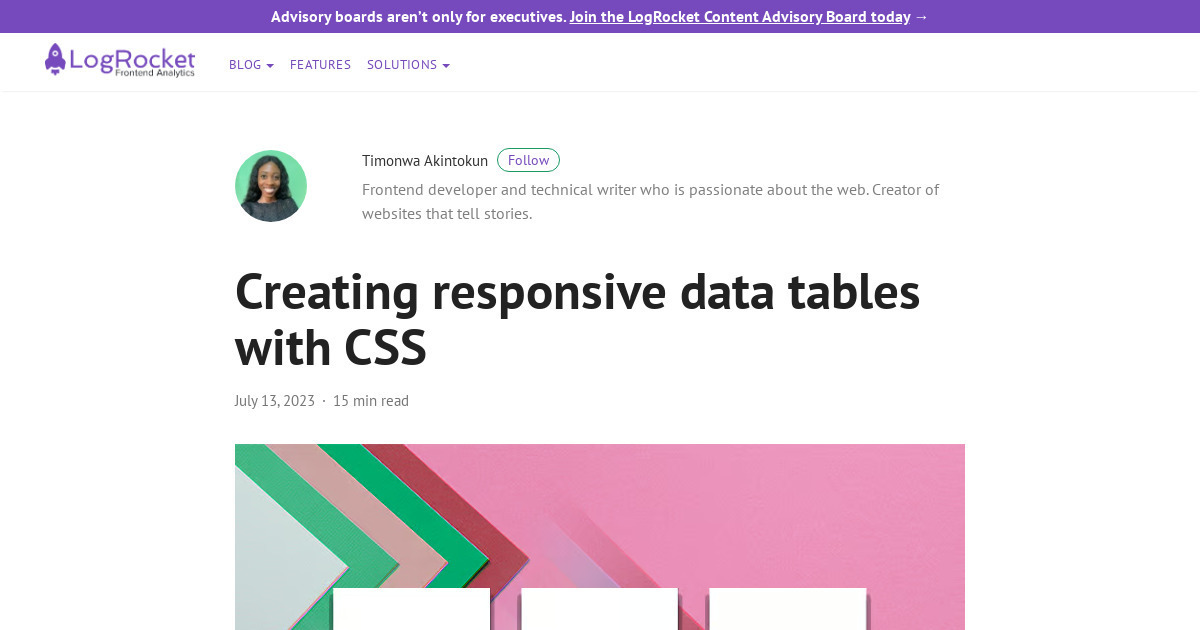 Advisory boards aren’t only for executives. Join the LogRocket Content Advisory Board today →
LogRocket
Frontend Analytics
BLOG FEATURES SOLUTIONS
Timonwa Akintokun Follow
Frontend developer and technical writer who is passionate about the web. Creator of
websites that tell stories.
Creating responsive data tables
with CSS
July 13, 2023 · 15 min read